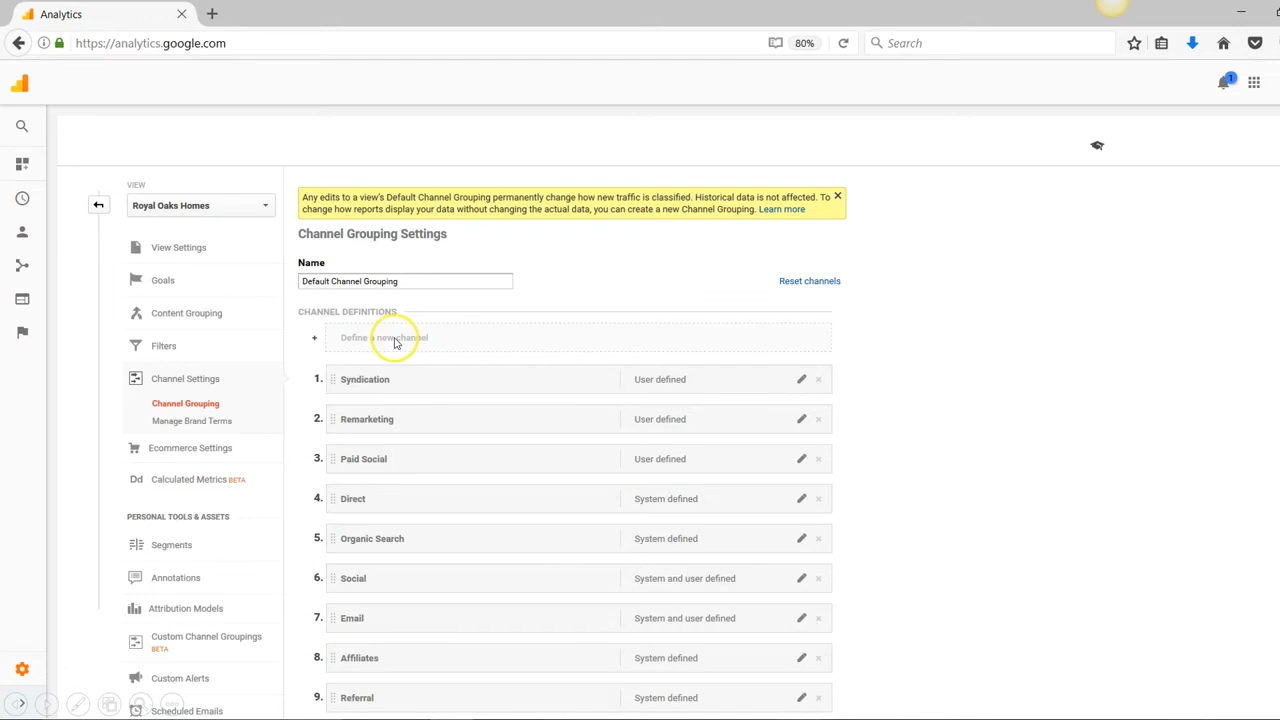 Analytics
https://analytics.google.com
80%
Search
1
VIEW
Royal Oaks Homes
View Settings
Goals
Content Grouping
Filters
Channel Settings
Channel Grouping
Manage Brand Terms
Ecommerce Settings
Dd Calculated Metrics BETA
PERSONAL TOOLS & ASSETS
Segments
Annotations
Attribution Models
Custom Channel Groupings
BETA
Custom Alerts
Scheduled Emails
Any edits to a view's Default Channel Grouping permanently change how new traffic is classified. Historical data is not affected. To
change how reports display your data without changing the actual data, you can create a new Channel Grouping. Learn more
Channel Grouping Settings
Name
Default Channel Grouping
Reset channels
CHANNEL DEFINITIONS
+ Define a new channel
1. Syndication User defined
2. Remarketing User defined
3. Paid Social User defined
4. Direct System defined
5. Organic Search System defined
6. Social System and user defined
7. Email System and user defined
8. Affiliates System defined
9. Referral System defined